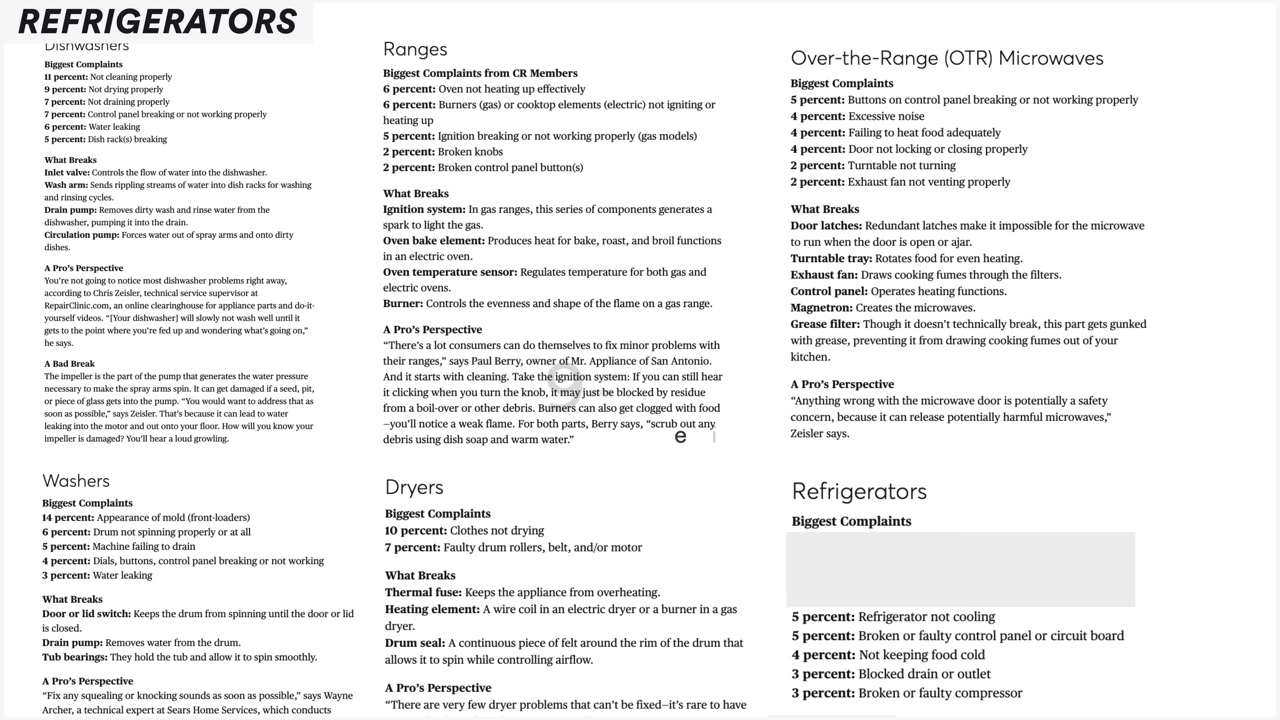 REFRIGERATORS
Dishwashers
Biggest Complaints
11 percent: Not cleaning properly
9 percent: Not drying properly
7 percent: Not draining properly
7 percent: Control panel breaking or not working properly
6 percent: Water leaking
5 percent: Dish rack(s) breaking
What Breaks
Inlet valve: Controls the flow of water into the dishwasher.
Wash arm: Sends rippling streams of water into dish racks for washing
and rinsing cycles.
Drain pump: Removes dirty wash and rinse water from the
dishwasher, pumping it into the drain.
Circulation pump: Forces water out of spray arms and onto dirty
dishes.
A Pro's Perspective
You're not going to notice most dishwasher problems right away,
according to Chris Zeisler, technical service supervisor at
RepairClinic.com, an online clearinghouse for appliance parts and do-it-
yourself videos. “[Your dishwasher] will slowly not wash well until it
gets to the point where you're fed up and wondering what's going on,”
he says.
A Bad Break
The impeller is the part of the pump that generates the water pressure
necessary to make the spray arms spin. It can get damaged if a seed, pit,
or piece of glass gets into the pump. “You would want to address that as
soon as possible,” says Zeisler. That's because it can lead to water
leaking into the motor and out onto your floor. How will you know your
impeller is damaged? You'll hear a loud growling.
Ranges
Biggest Complaints from CR Members
6 percent: Oven not heating up effectively
6 percent: Burners (gas) or cooktop elements (electric) not igniting or
heating up
5 percent: Ignition breaking or not working properly (gas models)
2 percent: Broken knobs
2 percent: Broken control panel button(s)
What Breaks
Ignition system: In gas ranges, this series of components generates a
spark to light the gas.
Oven bake element: Produces heat for bake, roast, and broil functions
in an electric oven.
Oven temperature sensor: Regulates temperature for both gas and
electric ovens.
Burner: Controls the evenness and shape of the flame on a gas range.
A Pro's Perspective
“There's a lot consumers can do themselves to fix minor problems with
their ranges,” says Paul Berry, owner of Mr. Appliance of San Antonio.
And it starts with cleaning. Take the ignition system: If you can still hear
it clicking when you turn the knob, it may just be blocked by residue
from a boil-over or other debris. Burners can also get clogged with food
—you'll notice a weak flame. For both parts, Berry says, “scrub out any
debris using dish soap and warm water.”
9
e
Over-the-Range (OTR) Microwaves
Biggest Complaints
5 percent: Buttons on control panel breaking or not working properly
4 percent: Excessive noise
4 percent: Failing to heat food adequately
4 percent: Door not locking or closing properly
2 percent: Turntable not turning
2 percent: Exhaust fan not venting properly
What Breaks
Door latches: Redundant latches make it impossible for the microwave
to run when the door is open or ajar.
Turntable tray: Rotates food for even heating.
Exhaust fan: Draws cooking fumes through the filters.
Control panel: Operates heating functions.
Magnetron: Creates the microwaves.
Grease filter: Though it doesn't technically break, this part gets gunked
with grease, preventing it from drawing cooking fumes out of your
kitchen.
A Pro's Perspective
“Anything wrong with the microwave door is potentially a safety
concern, because it can release potentially harmful microwaves,”
Zeisler says.
Washers
Biggest Complaints
14 percent: Appearance of mold (front-loaders)
6 percent: Drum not spinning properly or at all
5 percent: Machine failing to drain
4 percent: Dials, buttons, control panel breaking or not working
3 percent: Water leaking
What Breaks
Door or lid switch: Keeps the drum from spinning until the door or lid
is closed.
Drain pump: Removes water from the drum.
Tub bearings: They hold the tub and allow it to spin smoothly.
A Pro's Perspective
“Fix any squealing or knocking sounds as soon as possible,” says Wayne
Archer, a technical expert at Sears Home Services, which conducts
Dryers
Biggest Complaints
10 percent: Clothes not drying
7 percent: Faulty drum rollers, belt, and/or motor
What Breaks
Thermal fuse: Keeps the appliance from overheating.
Heating element: A wire coil in an electric dryer or a burner in a gas
dryer.
Drum seal: A continuous piece of felt around the rim of the drum that
allows it to spin while controlling airflow.
A Pro's Perspective
“There are very few dryer problems that can't be fixed—it's rare to have
Refrigerators
Biggest Complaints
5 percent: Refrigerator not cooling
5 percent: Broken or faulty control panel or circuit board
4 percent: Not keeping food cold
3 percent: Blocked drain or outlet
3 percent: Broken or faulty compressor